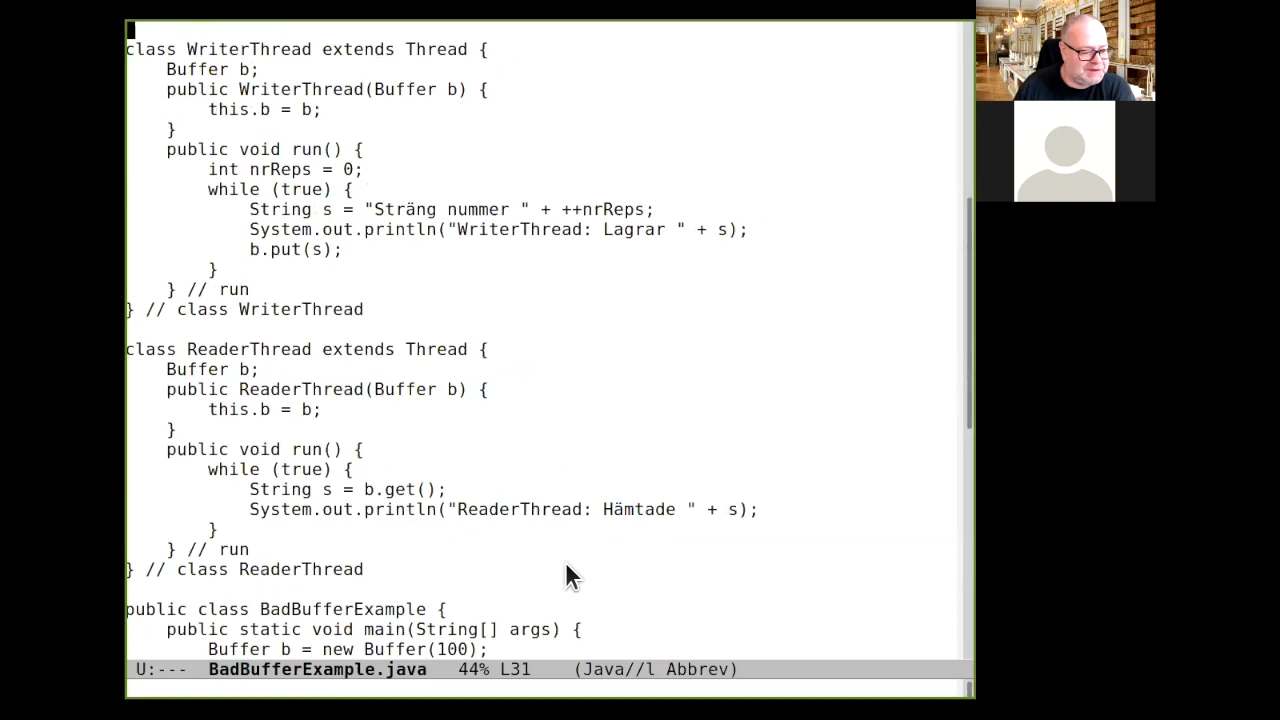 class WriterThread extends Thread {
    Buffer b;
    public WriterThread(Buffer b) {
        this.b = b;
    }
    public void run() {
        int nrReps = 0;
        while (true) {
            String s = "Sträng nummer " + ++nrReps;
            System.out.println("WriterThread: Lagrar " + s);
            b.put(s);
        }
    } // run
} // class WriterThread

class ReaderThread extends Thread {
    Buffer b;
    public ReaderThread(Buffer b) {
        this.b = b;
    }
    public void run() {
        while (true) {
            String s = b.get();
            System.out.println("ReaderThread: Hämtade " + s);
        }
    } // run
} // class ReaderThread

public class BadBufferExample {
    public static void main(String[] args) {
        Buffer b = new Buffer(100);
U:---  BadBufferExample.java   44% L31    (Java//l Abbrev)